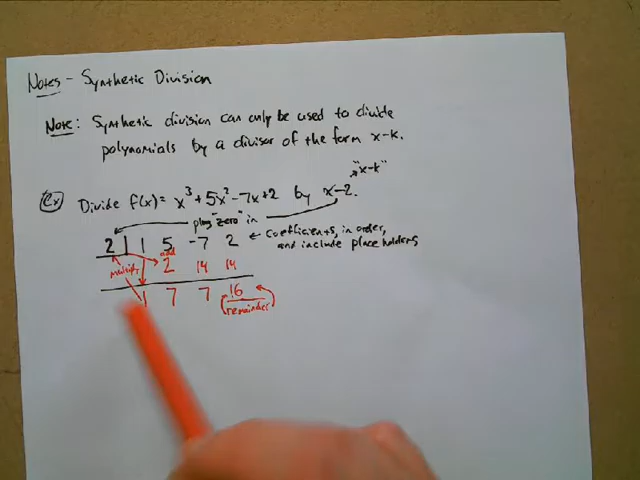 Notes - Synthetic Division
Note: Synthetic division can only be used to divide
polynomials by a divisor of the form x-k.
"x-k"
Ex Divide f(x) = x³ + 5x² - 7x + 2 by x-2.
plug "zero" in
2 1 5 -7 2 ← coefficients, in order,
and include place holders
add
multiply 2 14 14
1 7 7 16
remainder